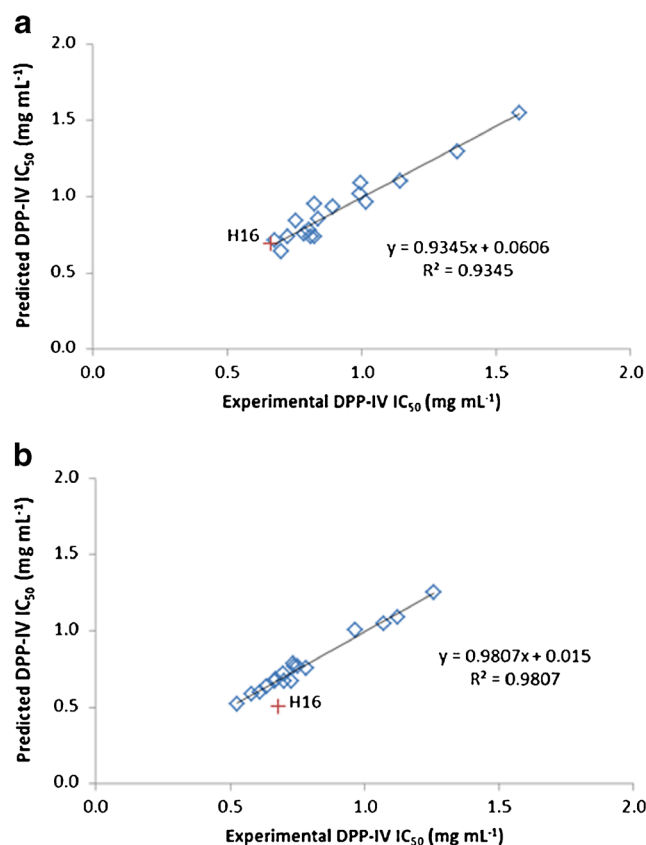 a
2.0
1.5
1.0
0.5
0.0
Predicted DPP-IV IC₅₀ (mg mL⁻¹)
H16
y = 0.9345x + 0.0606
R² = 0.9345
0.0 0.5 1.0 1.5 2.0
Experimental DPP-IV IC₅₀ (mg mL⁻¹)
b
2.0
1.5
1.0
0.5
0.0
Predicted DPP-IV IC₅₀ (mg mL⁻¹)
H16
y = 0.9807x + 0.015
R² = 0.9807
0.0 0.5 1.0 1.5 2.0
Experimental DPP-IV IC₅₀ (mg mL⁻¹)